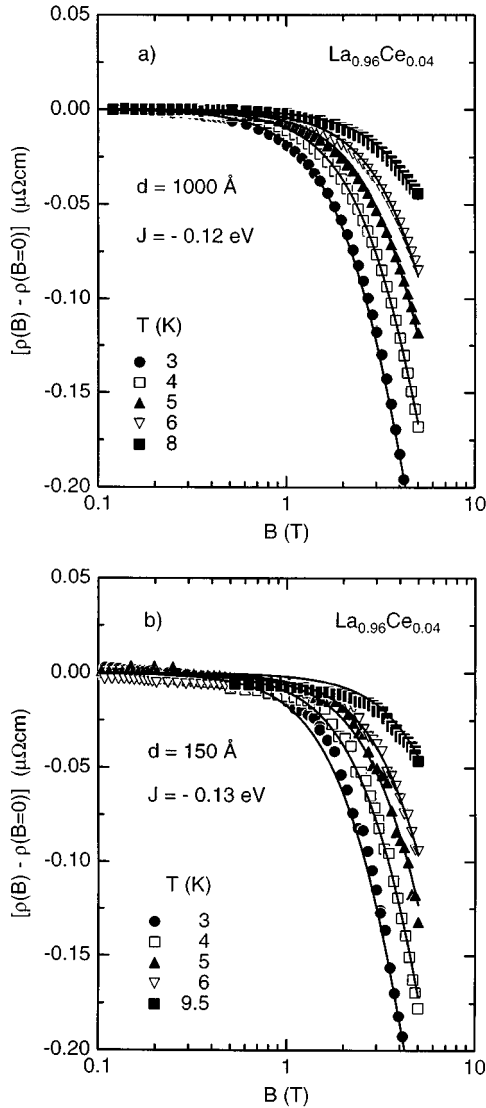 a)
La0.96Ce0.04
0.00
-0.05
-0.10
-0.15
-0.20
[ρ(B) - ρ(B=0)] (μΩcm)
d = 1000 Å
J = - 0.12 eV
T (K)
3
4
5
6
8
0.1
1
10
B (T)
0.05
b)
La0.96Ce0.04
0.00
-0.05
-0.10
-0.15
-0.20
[ρ(B) - ρ(B=0)] (μΩcm)
d = 150 Å
J = - 0.13 eV
T (K)
3
4
5
6
9.5
0.1
1
10
B (T)